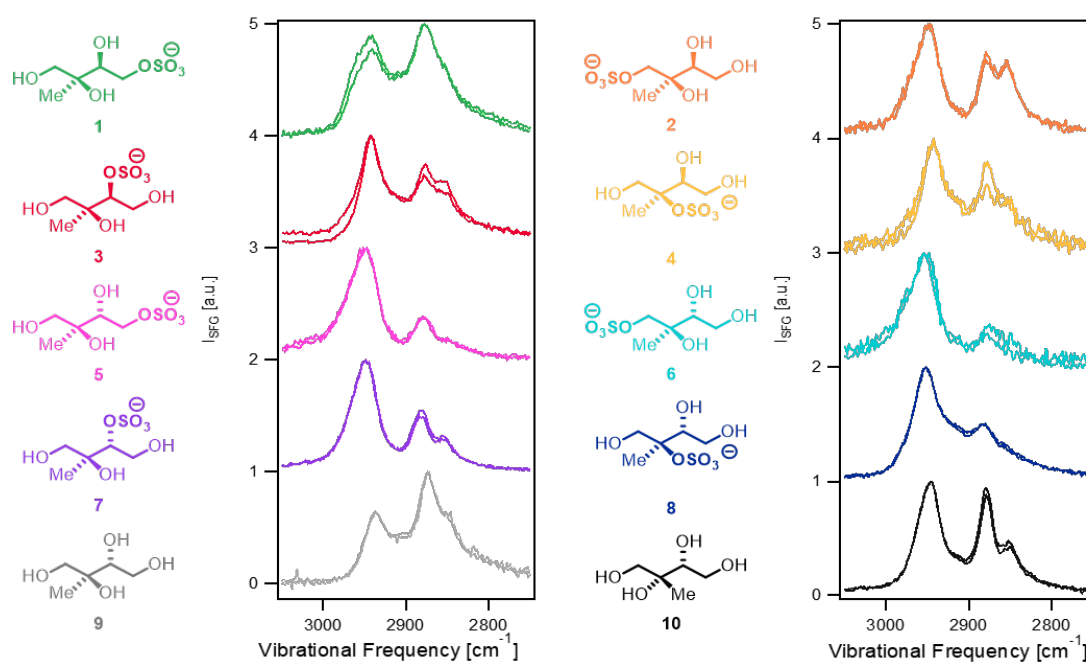 OH ⊖
HO OSO₃
Me OH
1
OSO₃ ⊖
HO OH
Me OH
3
OH ⊖
HO OSO₃
Me OH
5
OSO₃ ⊖
HO OH
Me OH
7
OH
HO OH
Me OH
9
I_SFG [a.u.]
5
4
3
2
1
0
3000 2900 2800
Vibrational Frequency [cm⁻¹]
⊖ OH
O₃SO OH
Me OH
2
OH
HO OH
Me OSO₃ ⊖
4
⊖ OH
O₃SO OH
Me OH
6
OH
HO OH
Me OSO₃ ⊖
8
OH
HO OH
HO Me
10
I_SFG [a.u.]
5
4
3
2
1
0
3000 2900 2800
Vibrational Frequency [cm⁻¹]